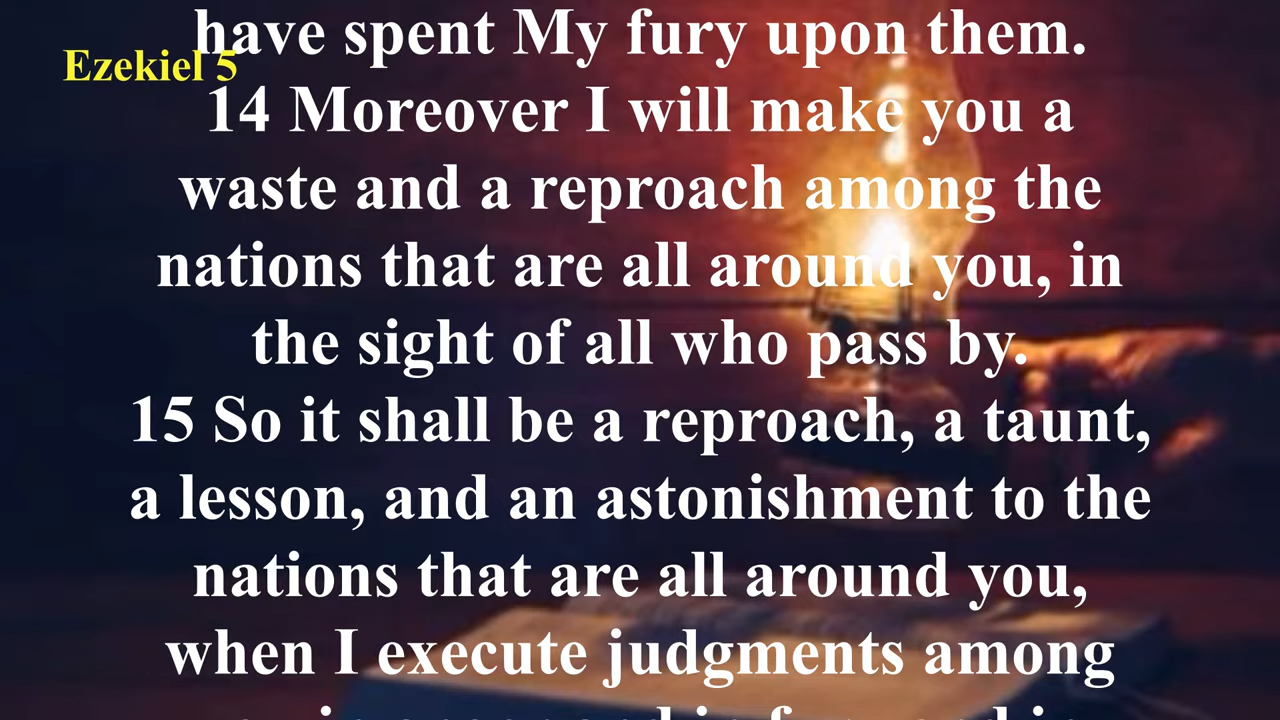 have spent My fury upon them.
Ezekiel 5
14 Moreover I will make you a
waste and a reproach among the
nations that are all around you, in
the sight of all who pass by.
15 So it shall be a reproach, a taunt,
a lesson, and an astonishment to the
nations that are all around you,
when I execute judgments among